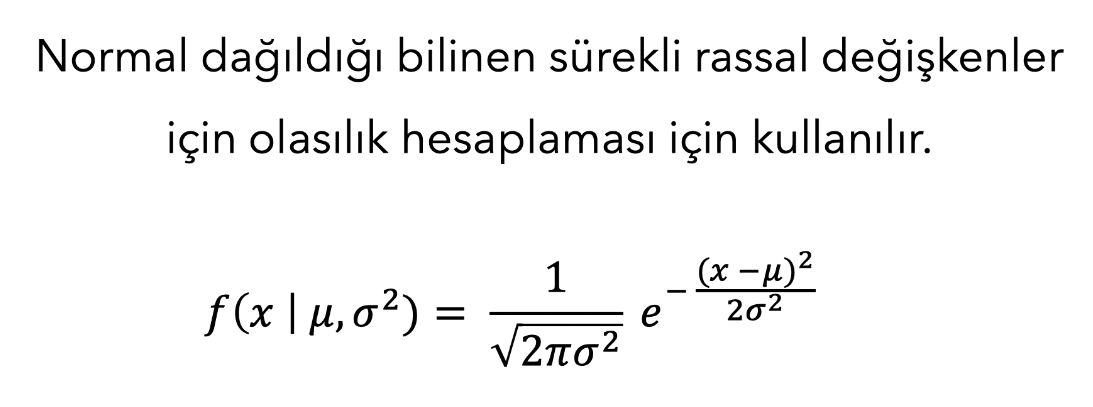 Normal dağıldığı bilinen sürekli rassal değişkenler
için olasılık hesaplaması için kullanılır.
f(x | μ, σ²) = 1/√(2πσ²) e^(−(x −μ)²/(2σ²))